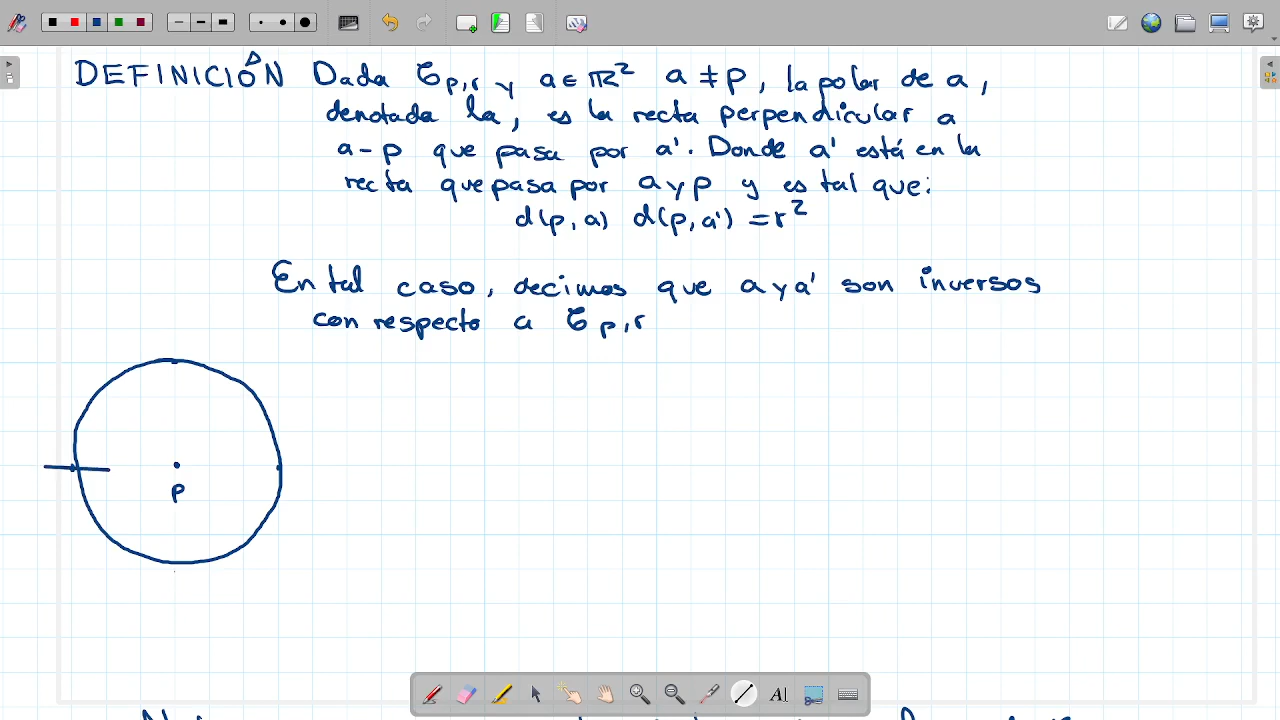 DEFINICIÓN Dada 𝒞p,r y a ∈ ℝ² a ≠ p, la polar de a,
denotada la, es la recta perpendicular a
a - p que pasa por a'. Donde a' está en la
recta que pasa por a y p y es tal que:
d(p, a) d(p, a') = r²
En tal caso, decimos que a y a' son inversos
con respecto a 𝒞p,r
p
AI